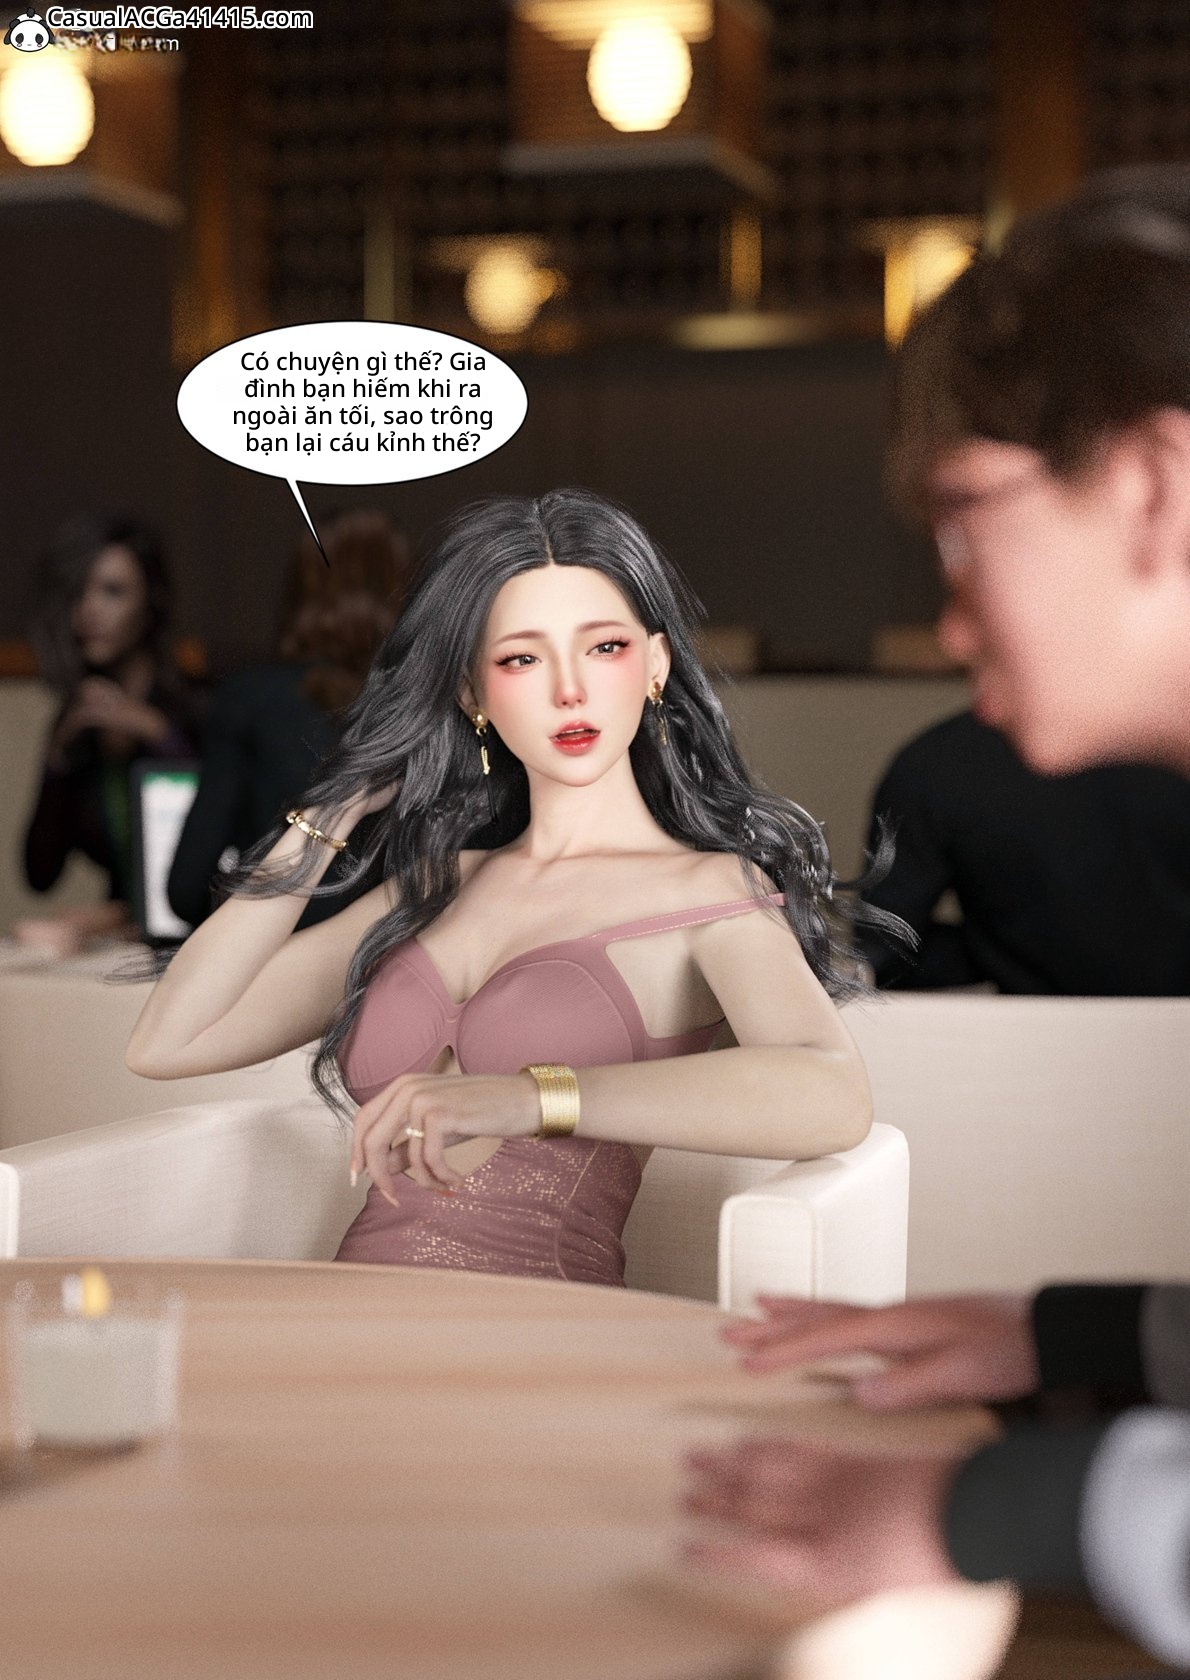 CasualACGa41415.com
Có chuyện gì thế? Gia
đình bạn hiếm khi ra
ngoài ăn tối, sao trông
bạn lại cáu kỉnh thế?